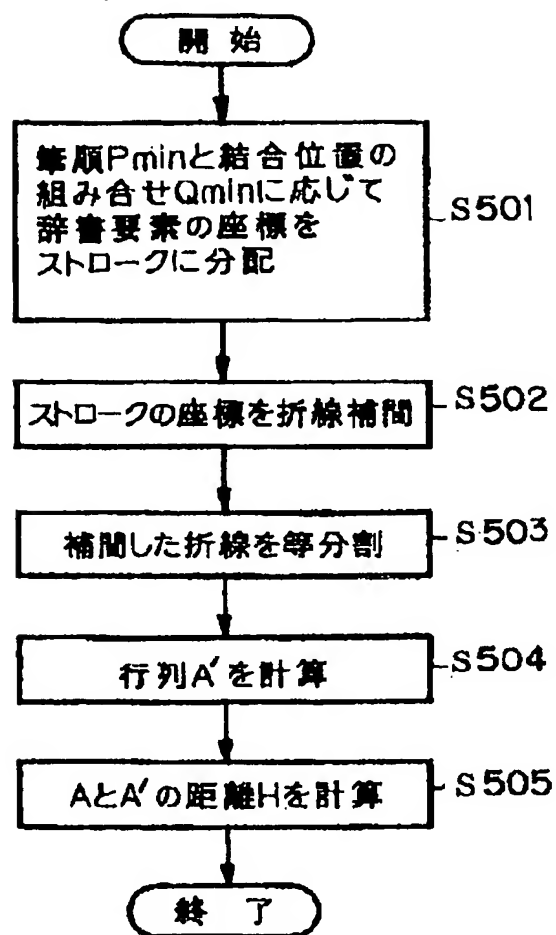 開始
筆順Pminと結合位置の
組み合せQminに応じて
辞書要素の座標を
ストロークに分配
S501
ストロークの座標を折線補間
S502
補間した折線を等分割
S503
行列A′を計算
S504
AとA′の距離Hを計算
S505
終了